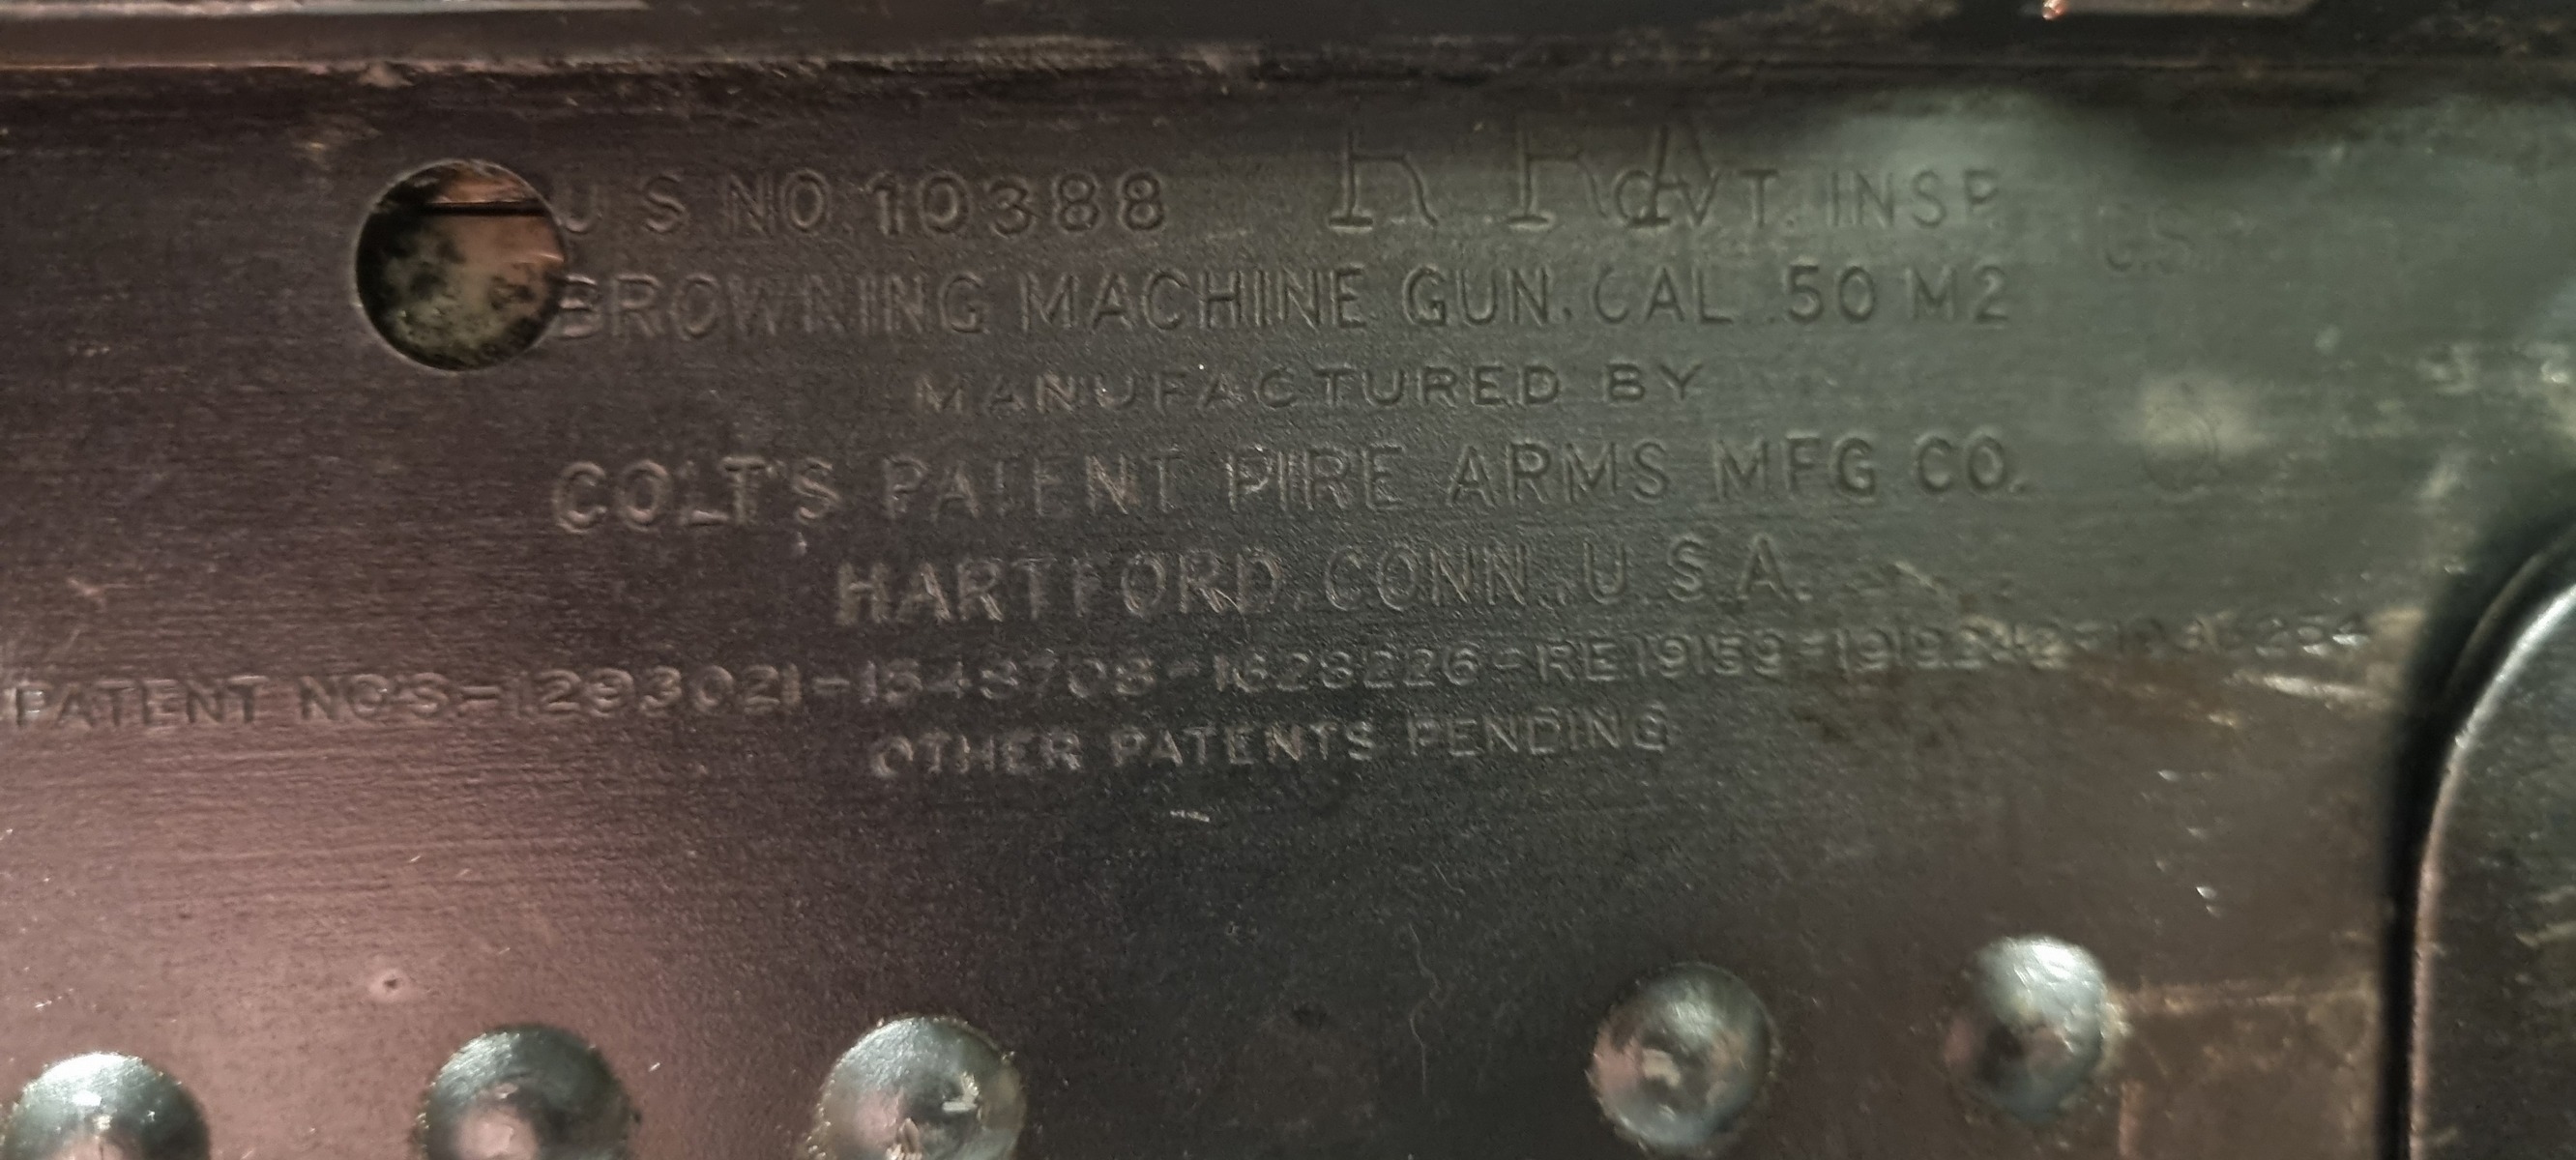 U S NO. 10388 GVT. INSP.
BROWNING MACHINE GUN, CAL .50 M2
MANUFACTURED BY
COLT'S PATENT FIRE ARMS MFG CO.
HARTFORD, CONN., U.S.A.
PATENT NO'S-1293021-1548708-1628226-RE19159-
OTHER PATENTS PENDING